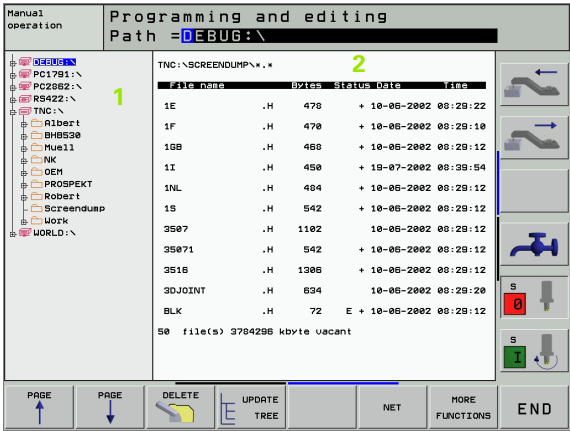 Manual
operation
Programming and editing
Path =DEBUG:\
DEBUG:\
PC1791:\
PC2862:\
RS422:\
TNC:\
Albert
BHB530
Muell
NK
OEM
PROSPEKT
Robert
Screendump
Work
WORLD:\
1
TNC:\SCREENDUMP\*.*
2
File name Bytes Status Date Time
1E .H 478 + 10-06-2002 08:29:22
1F .H 470 + 10-06-2002 08:29:10
1GB .H 468 + 10-06-2002 08:29:12
1I .H 450 + 19-07-2002 08:39:54
1NL .H 484 + 10-06-2002 08:29:12
1S .H 542 + 10-06-2002 08:29:12
3507 .H 1102 10-06-2002 08:29:12
35071 .H 542 + 10-06-2002 08:29:12
3516 .H 1306 + 10-06-2002 08:29:12
3DJOINT .H 634 10-06-2002 08:29:20
BLK .H 72 E + 10-06-2002 08:29:12
50 file(s) 3784296 kbyte vacant
S
0
S
I
PAGE
PAGE
DELETE
UPDATE
TREE
NET
MORE
FUNCTIONS
END